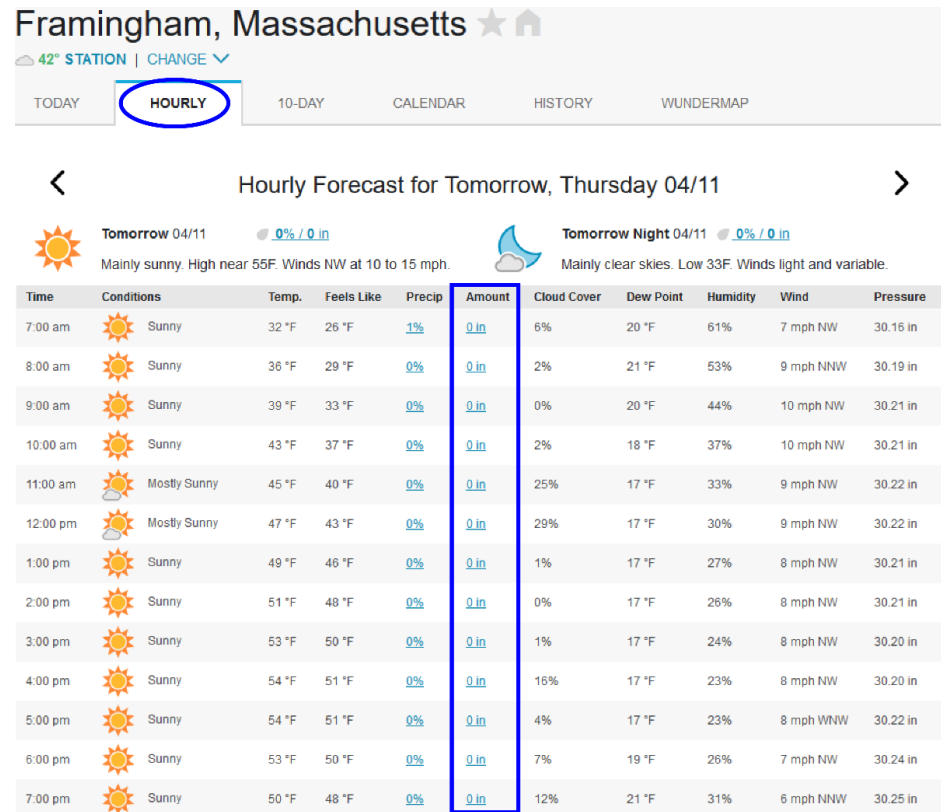 Framingham, Massachusetts
42° STATION | CHANGE
TODAY HOURLY 10-DAY CALENDAR HISTORY WUNDERMAP
Hourly Forecast for Tomorrow, Thursday 04/11
Tomorrow 04/11 0% / 0 in
Mainly sunny. High near 55F. Winds NW at 10 to 15 mph.
Tomorrow Night 04/11 0% / 0 in
Mainly clear skies. Low 33F. Winds light and variable.
Time Conditions Temp. Feels Like Precip Amount Cloud Cover Dew Point Humidity Wind Pressure
7:00 am Sunny 32 °F 26 °F 1% 0 in 6% 20 °F 61% 7 mph NW 30.16 in
8:00 am Sunny 36 °F 29 °F 0% 0 in 2% 21 °F 53% 9 mph NNW 30.19 in
9:00 am Sunny 39 °F 33 °F 0% 0 in 0% 20 °F 44% 10 mph NW 30.21 in
10:00 am Sunny 43 °F 37 °F 0% 0 in 2% 18 °F 37% 10 mph NW 30.21 in
11:00 am Mostly Sunny 45 °F 40 °F 0% 0 in 25% 17 °F 33% 9 mph NW 30.22 in
12:00 pm Mostly Sunny 47 °F 43 °F 0% 0 in 29% 17 °F 30% 9 mph NW 30.22 in
1:00 pm Sunny 49 °F 46 °F 0% 0 in 1% 17 °F 27% 8 mph NW 30.21 in
2:00 pm Sunny 51 °F 48 °F 0% 0 in 0% 17 °F 26% 8 mph NW 30.21 in
3:00 pm Sunny 53 °F 50 °F 0% 0 in 1% 17 °F 24% 8 mph NW 30.20 in
4:00 pm Sunny 54 °F 51 °F 0% 0 in 16% 17 °F 23% 8 mph NW 30.20 in
5:00 pm Sunny 54 °F 51 °F 0% 0 in 4% 17 °F 23% 8 mph WNW 30.22 in
6:00 pm Sunny 53 °F 50 °F 0% 0 in 7% 19 °F 26% 7 mph NW 30.24 in
7:00 pm Sunny 50 °F 48 °F 0% 0 in 12% 21 °F 31% 6 mph NNW 30.25 in